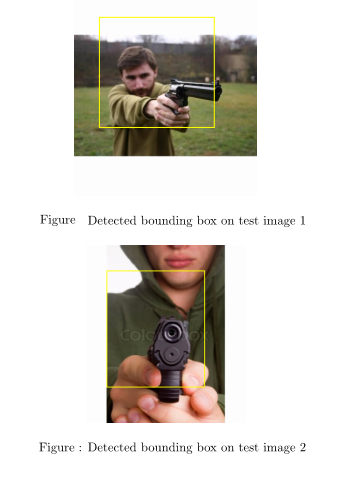 Figure Detected bounding box on test image 1
Figure : Detected bounding box on test image 2